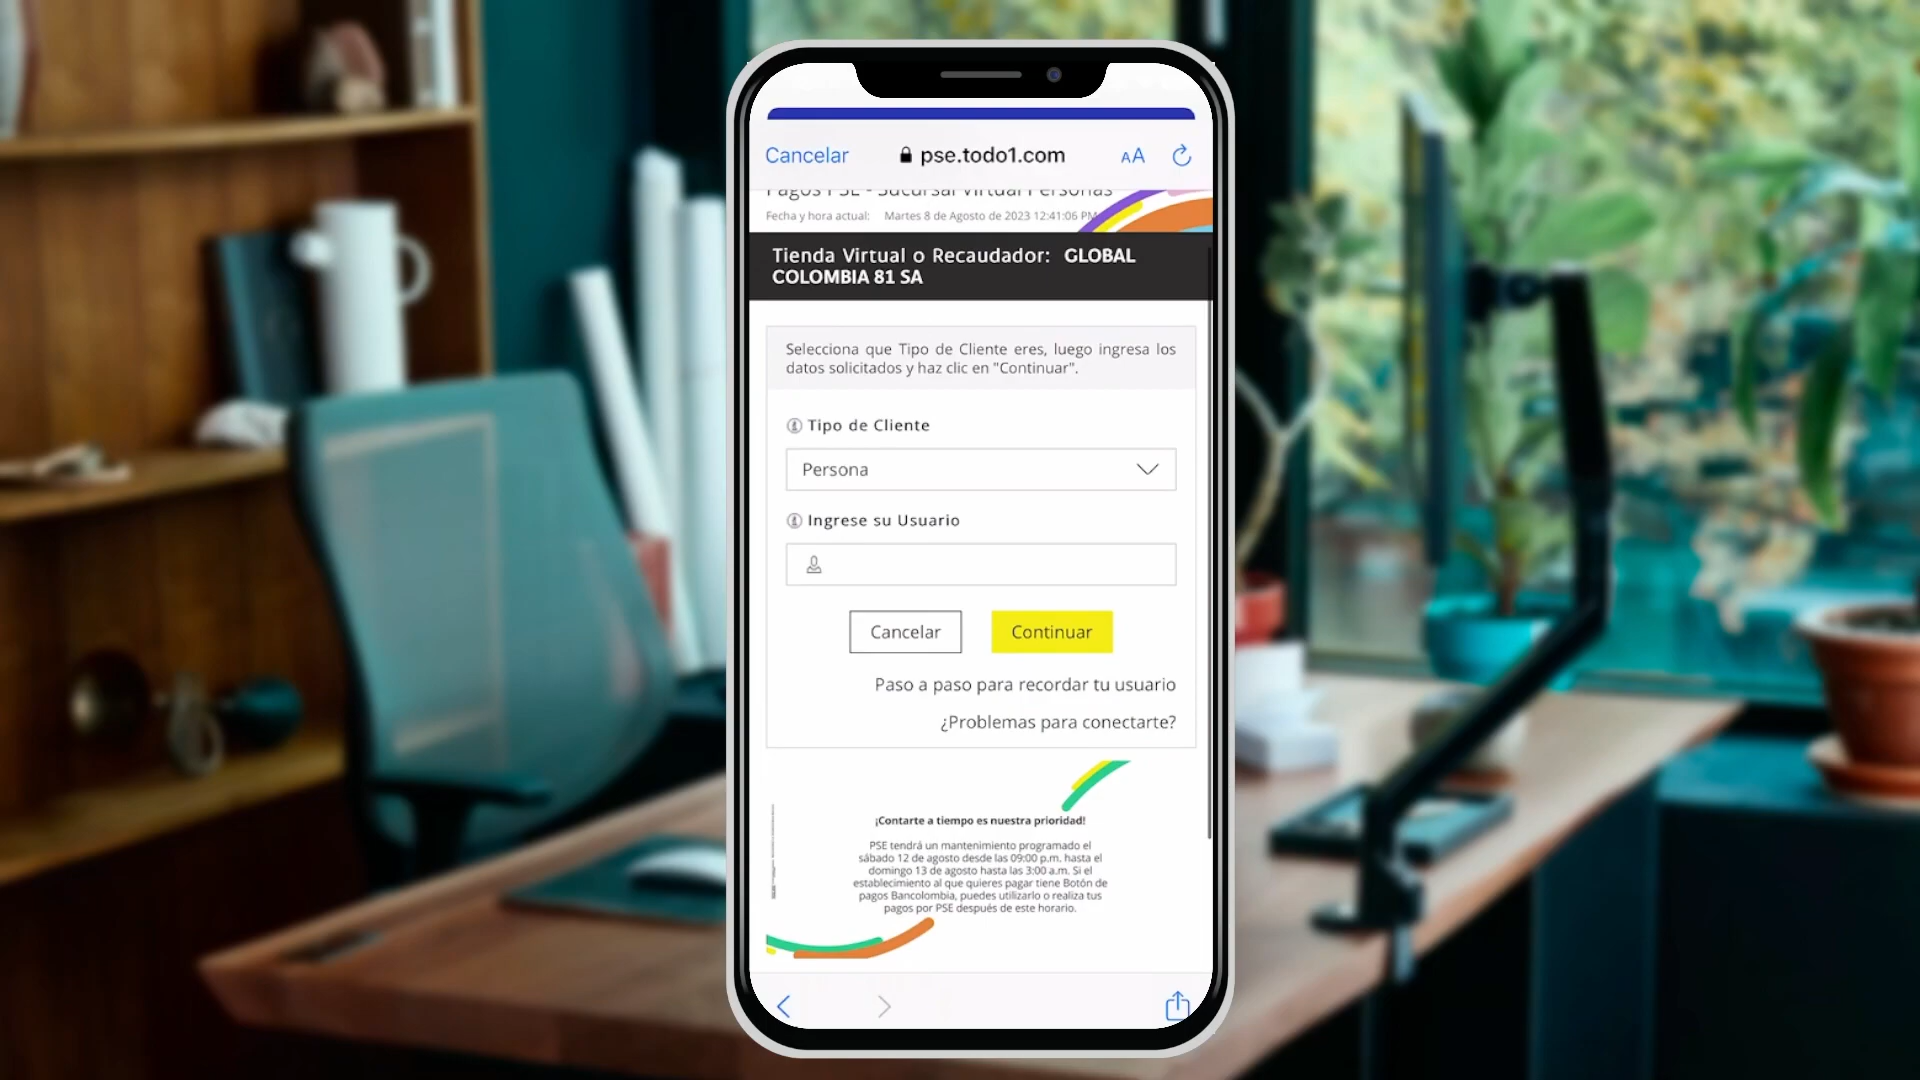 Cancelar
pse.todo1.com
AA
Pagos PSE - Sucursal Virtual Personas
Fecha y hora actual: Martes 8 de Agosto de 2023 12:41:06 PM
Tienda Virtual o Recaudador: GLOBAL
COLOMBIA 81 SA
Selecciona que Tipo de Cliente eres, luego ingresa los
datos solicitados y haz clic en "Continuar".
Tipo de Cliente
Persona
Ingrese su Usuario
Cancelar
Continuar
Paso a paso para recordar tu usuario
¿Problemas para conectarte?
¡Contarte a tiempo es nuestra prioridad!
PSE tendrá un mantenimiento programado el
sábado 12 de agosto desde las 09:00 p.m. hasta el
domingo 13 de agosto hasta las 3:00 a.m. Si el
establecimiento al que quieres pagar tiene Botón de
pagos Bancolombia, puedes utilizarlo o realiza tus
pagos por PSE después de este horario.